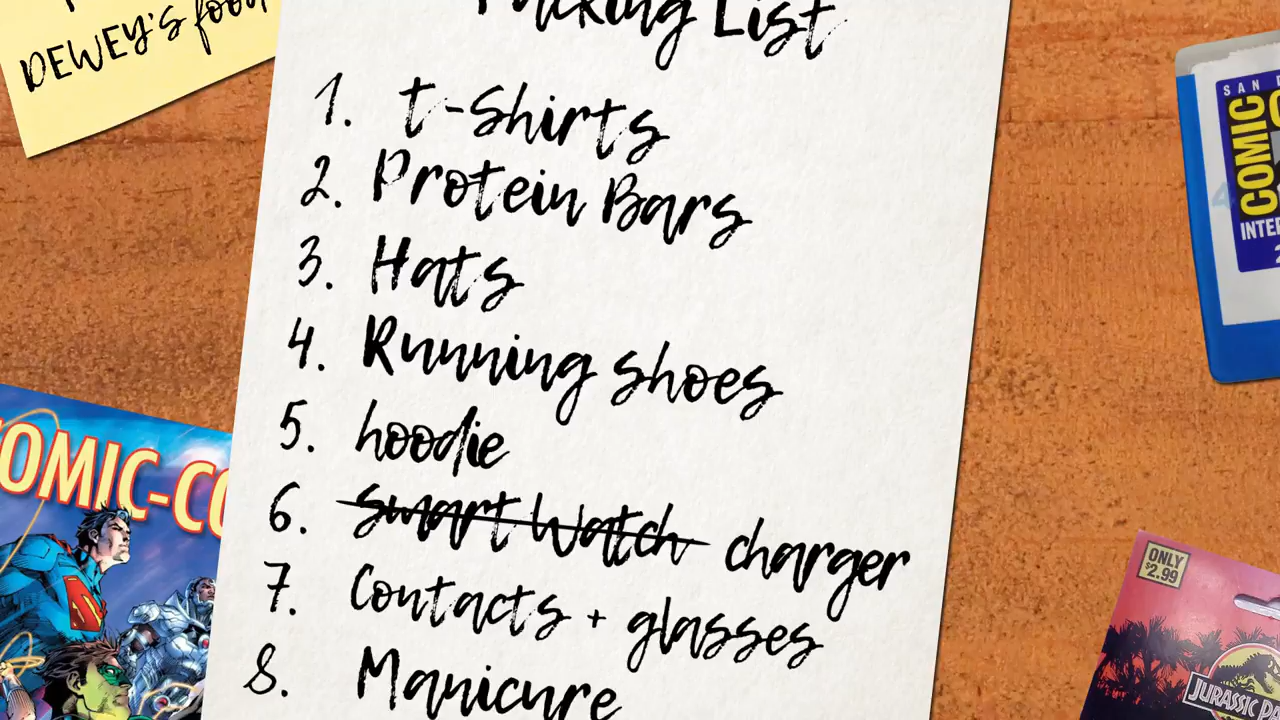 DEWEY's food
Packing List
1. t-shirts
2. Protein Bars
3. Hats
4. Running shoes
5. hoodie
6. smart watch charger
7. Contacts + glasses
8. Manicure
COMIC-CO
SAN D
COMIC
INTER
ONLY
$2.99
JURASSIC PA